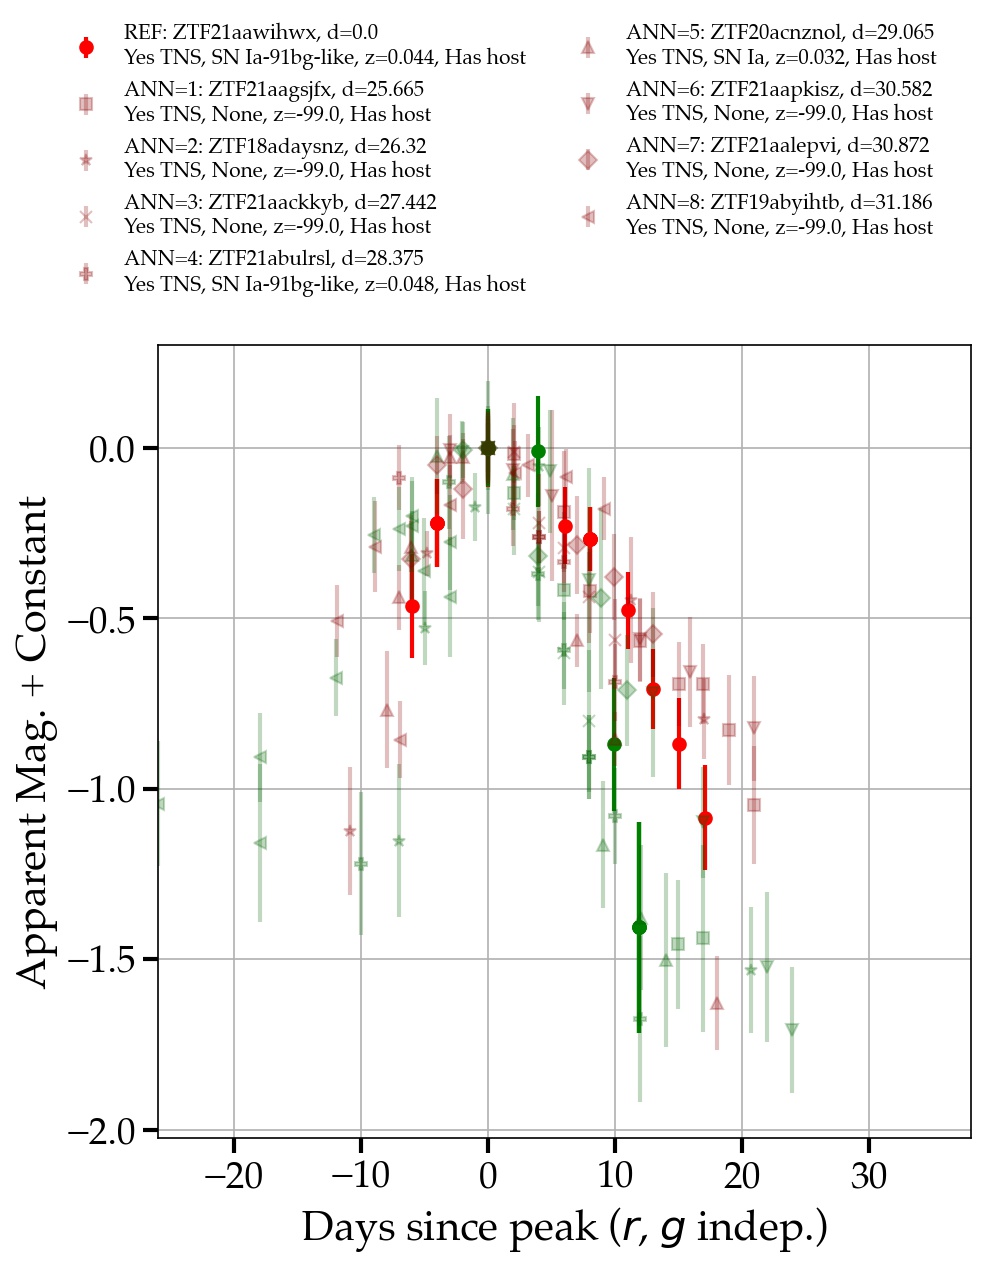 REF: ZTF21aawihwx, d=0.0
Yes TNS, SN Ia-91bg-like, z=0.044, Has host
ANN=1: ZTF21aagsjfx, d=25.665
Yes TNS, None, z=-99.0, Has host
ANN=2: ZTF18adaysnz, d=26.32
Yes TNS, None, z=-99.0, Has host
ANN=3: ZTF21aackkyb, d=27.442
Yes TNS, None, z=-99.0, Has host
ANN=4: ZTF21abulrsl, d=28.375
Yes TNS, SN Ia-91bg-like, z=0.048, Has host
ANN=5: ZTF20acnznol, d=29.065
Yes TNS, SN Ia, z=0.032, Has host
ANN=6: ZTF21aapkisz, d=30.582
Yes TNS, None, z=-99.0, Has host
ANN=7: ZTF21aalepvi, d=30.872
Yes TNS, None, z=-99.0, Has host
ANN=8: ZTF19abyihtb, d=31.186
Yes TNS, None, z=-99.0, Has host
Apparent Mag. + Constant
0.0
−0.5
−1.0
−1.5
−2.0
−20 −10 0 10 20 30
Days since peak (r, g indep.)